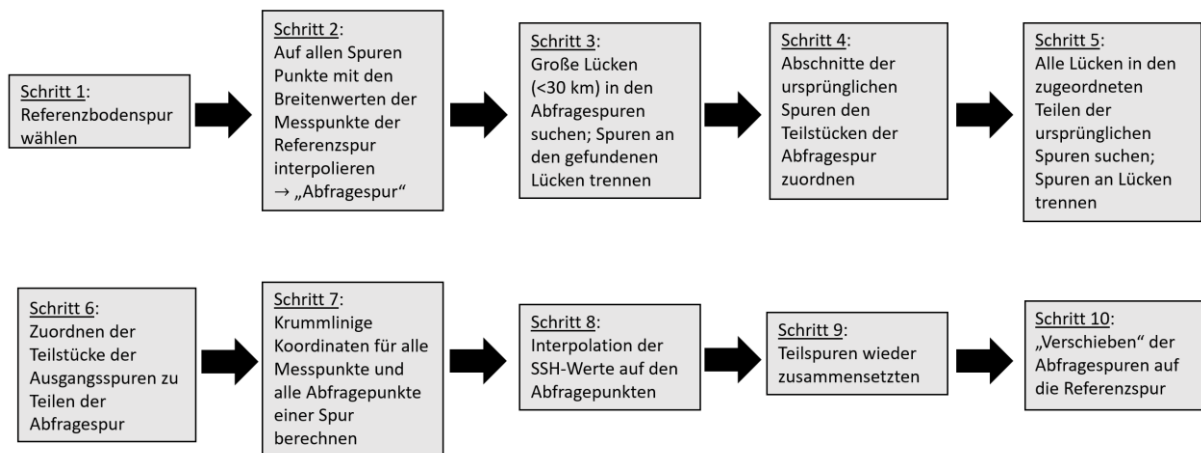 Schritt 1:
Referenzbodenspur
wählen
Schritt 2:
Auf allen Spuren
Punkte mit den
Breitenwerten der
Messpunkte der
Referenzspur
interpolieren
→ „Abfragespur“
Schritt 3:
Große Lücken
(<30 km) in den
Abfragespuren
suchen; Spuren an
den gefundenen
Lücken trennen
Schritt 4:
Abschnitte der
ursprünglichen
Spuren den
Teilstücken der
Abfragespur
zuordnen
Schritt 5:
Alle Lücken in den
zugeordneten
Teilen der
ursprünglichen
Spuren suchen;
Spuren an Lücken
trennen
Schritt 6:
Zuordnen der
Teilstücke der
Ausgangsspuren zu
Teilen der
Abfragespur
Schritt 7:
Krummlinige
Koordinaten für alle
Messpunkte und
alle Abfragepunkte
einer Spur
berechnen
Schritt 8:
Interpolation der
SSH-Werte auf den
Abfragepunkten
Schritt 9:
Teilspuren wieder
zusammensetzten
Schritt 10:
„Verschieben“ der
Abfragespuren auf
die Referenzspur